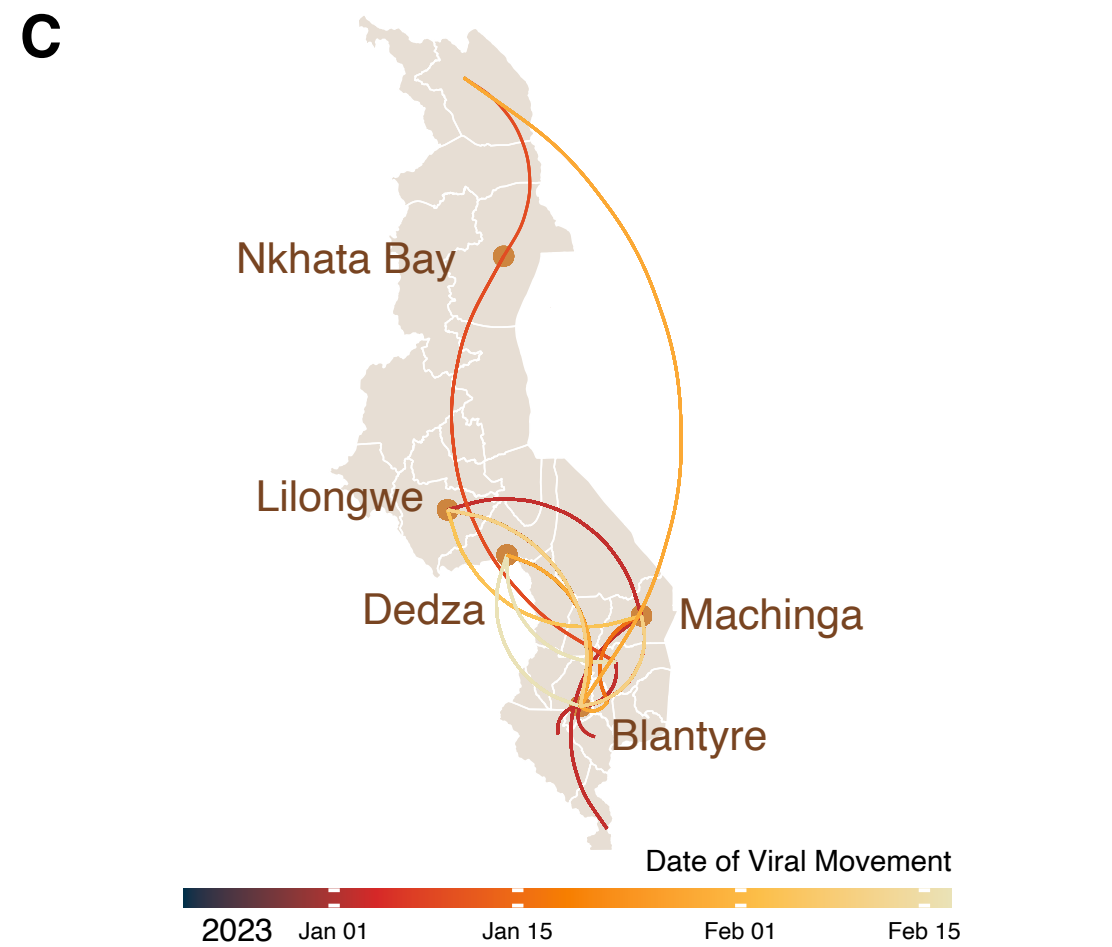 C
Nkhata Bay
Lilongwe
Dedza
Machinga
Blantyre
Date of Viral Movement
2023 Jan 01 Jan 15 Feb 01 Feb 15